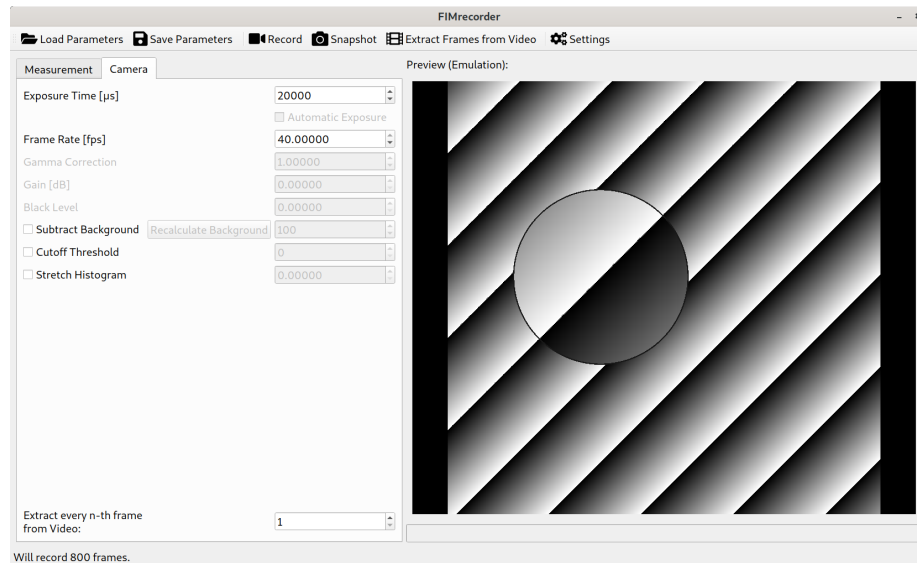 FIMrecorder
Load Parameters Save Parameters Record Snapshot Extract Frames from Video Settings
Measurement Camera
Preview (Emulation):
Exposure Time [µs] 20000
Automatic Exposure
Frame Rate [fps] 40.00000
Gamma Correction 1.00000
Gain [dB] 0.00000
Black Level 0.00000
Subtract Background Recalculate Background 100
Cutoff Threshold 0
Stretch Histogram 0.00000
Extract every n-th frame
from Video: 1
Will record 800 frames.